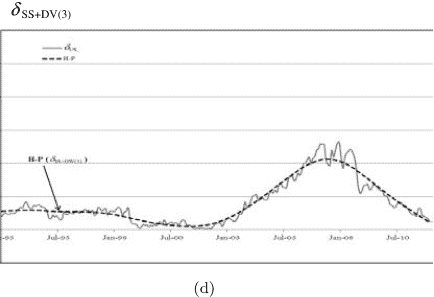 δSS+DV(3)
H-P
H-P (δSS+DV(3))
Jul-95 Jan-98 Jul-00 Jan-03 Jul-05 Jan-08 Jul-10
(d)